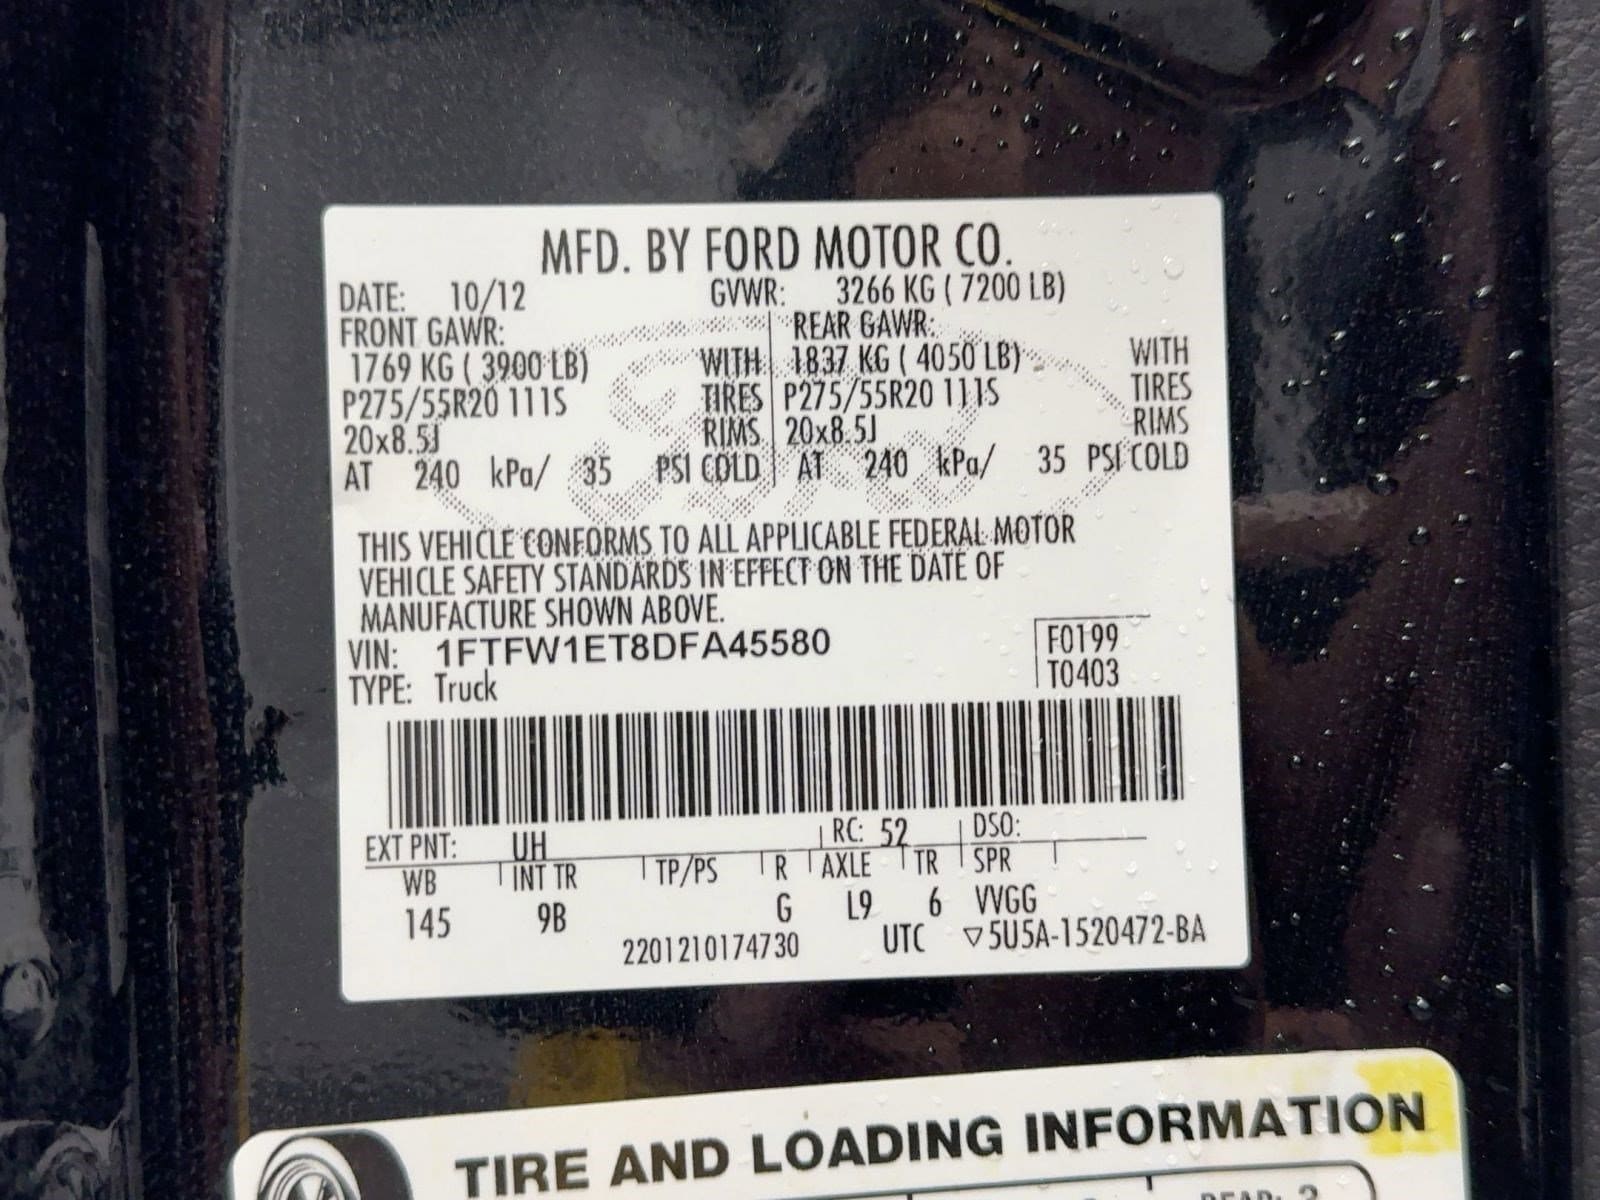 MFD. BY FORD MOTOR CO.
DATE: 10/12 GVWR: 3266 KG ( 7200 LB)
FRONT GAWR: REAR GAWR:
1769 KG ( 3900 LB) WITH 1837 KG ( 4050 LB) WITH
P275/55R20 111S TIRES P275/55R20 111S TIRES
20x8.5J RIMS 20x8.5J RIMS
AT 240 kPa/ 35 PSI COLD AT 240 kPa/ 35 PSI COLD
THIS VEHICLE CONFORMS TO ALL APPLICABLE FEDERAL MOTOR
VEHICLE SAFETY STANDARDS IN EFFECT ON THE DATE OF
MANUFACTURE SHOWN ABOVE.
VIN: 1FTFW1ET8DFA45580 F0199
TYPE: Truck T0403
EXT PNT: UH RC: 52 DSO:
WB INT TR TP/PS R AXLE TR SPR
145 9B G L9 6 VVGG
2201210174730 UTC ▽5U5A-1520472-BA
TIRE AND LOADING INFORMATION